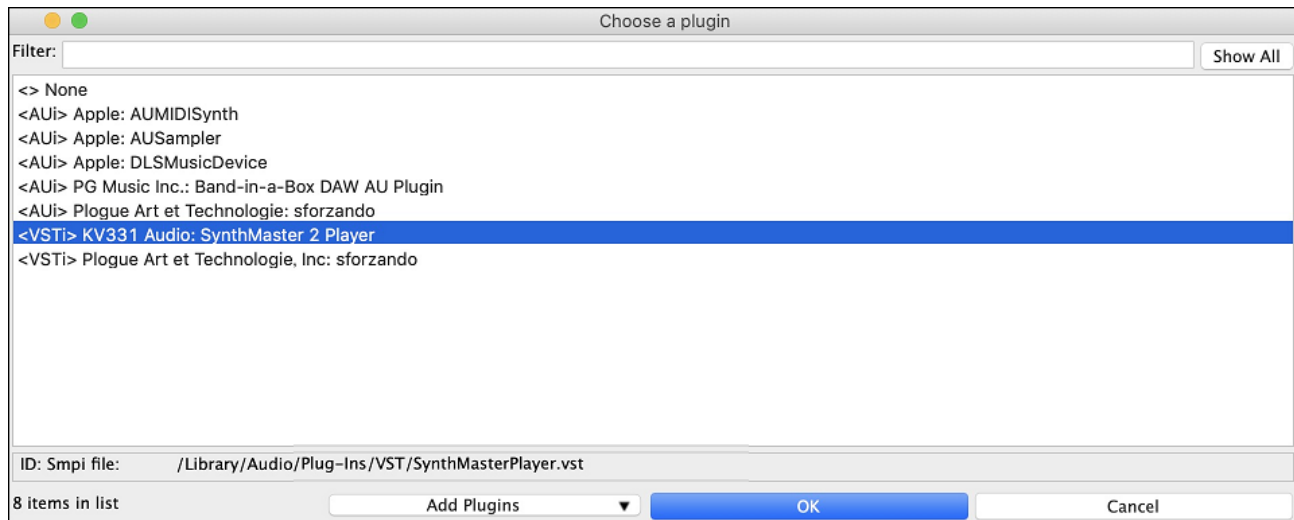 Choose a plugin
Filter: Show All
<> None
<AUi> Apple: AUMIDISynth
<AUi> Apple: AUSampler
<AUi> Apple: DLSMusicDevice
<AUi> PG Music Inc.: Band-in-a-Box DAW AU Plugin
<AUi> Plogue Art et Technologie: sforzando
<VSTi> KV331 Audio: SynthMaster 2 Player
<VSTi> Plogue Art et Technologie, Inc: sforzando
ID: Smpi file: /Library/Audio/Plug-Ins/VST/SynthMasterPlayer.vst
8 items in list Add Plugins OK Cancel